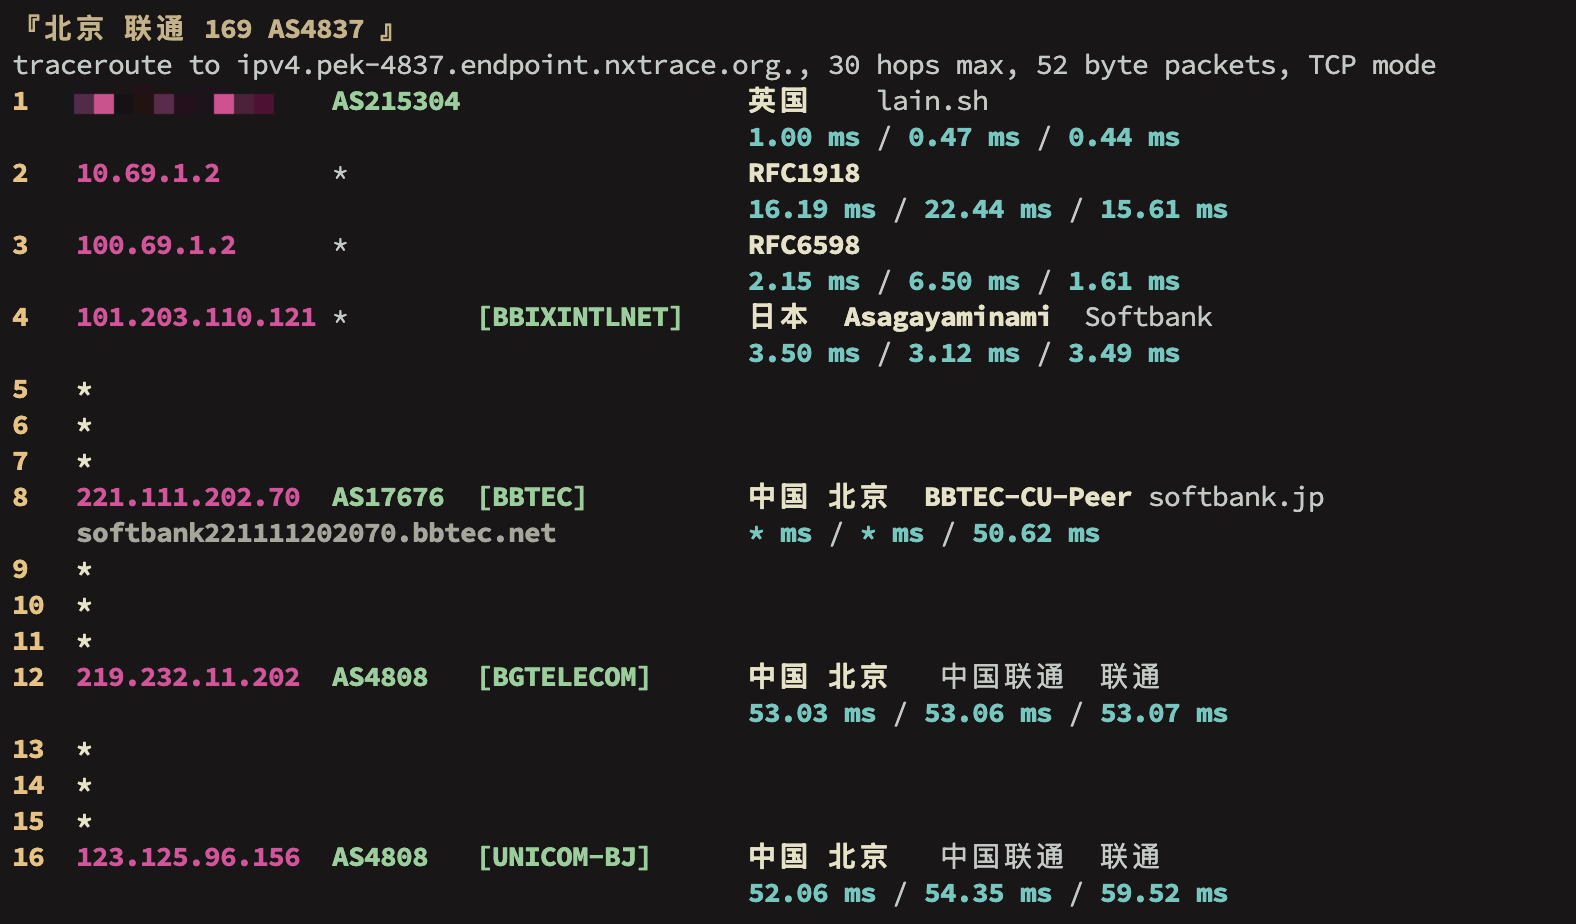 『北京 联通 169 AS4837 』
traceroute to ipv4.pek-4837.endpoint.nxtrace.org., 30 hops max, 52 byte packets, TCP mode
1 AS215304 英国 lain.sh
1.00 ms / 0.47 ms / 0.44 ms
2 10.69.1.2 * RFC1918
16.19 ms / 22.44 ms / 15.61 ms
3 100.69.1.2 * RFC6598
2.15 ms / 6.50 ms / 1.61 ms
4 101.203.110.121 * [BBIXINTLNET] 日本 Asagayaminami Softbank
3.50 ms / 3.12 ms / 3.49 ms
5 *
6 *
7 *
8 221.111.202.70 AS17676 [BBTEC] 中国 北京 BBTEC-CU-Peer softbank.jp
softbank221111202070.bbtec.net * ms / * ms / 50.62 ms
9 *
10 *
11 *
12 219.232.11.202 AS4808 [BGTELECOM] 中国 北京 中国联通 联通
53.03 ms / 53.06 ms / 53.07 ms
13 *
14 *
15 *
16 123.125.96.156 AS4808 [UNICOM-BJ] 中国 北京 中国联通 联通
52.06 ms / 54.35 ms / 59.52 ms